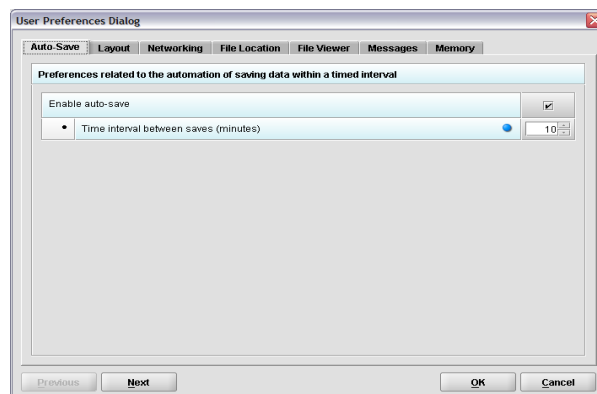 User Preferences Dialog
Auto-Save Layout Networking File Location File Viewer Messages Memory
Preferences related to the automation of saving data within a timed interval
Enable auto-save
Time interval between saves (minutes) 10
Previous Next OK Cancel